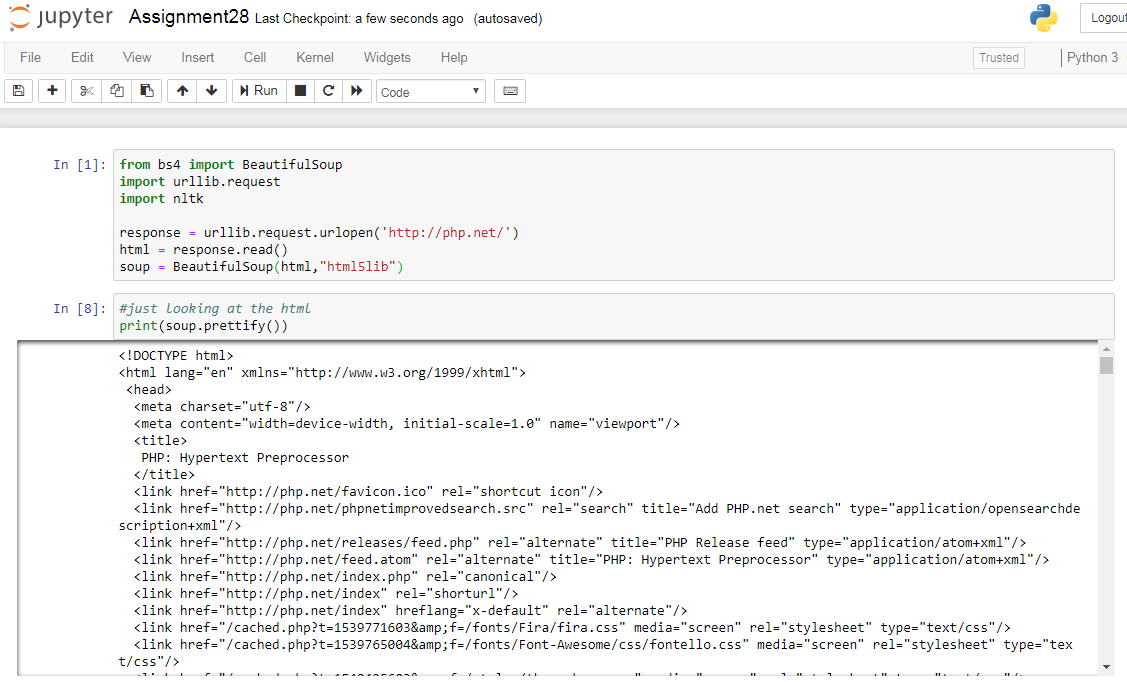 jupyter Assignment28 Last Checkpoint: a few seconds ago (autosaved)
Logout
File Edit View Insert Cell Kernel Widgets Help Trusted Python 3
Run Code
In [1]: from bs4 import BeautifulSoup
import urllib.request
import nltk
response = urllib.request.urlopen('http://php.net/')
html = response.read()
soup = BeautifulSoup(html,"html5lib")
In [8]: #just looking at the html
print(soup.prettify())
<!DOCTYPE html>
<html lang="en" xmlns="http://www.w3.org/1999/xhtml">
<head>
<meta charset="utf-8"/>
<meta content="width=device-width, initial-scale=1.0" name="viewport"/>
<title>
PHP: Hypertext Preprocessor
</title>
<link href="http://php.net/favicon.ico" rel="shortcut icon"/>
<link href="http://php.net/phpnetimprovedsearch.src" rel="search" title="Add PHP.net search" type="application/opensearchde
scription+xml"/>
<link href="http://php.net/releases/feed.php" rel="alternate" title="PHP Release feed" type="application/atom+xml"/>
<link href="http://php.net/feed.atom" rel="alternate" title="PHP: Hypertext Preprocessor" type="application/atom+xml"/>
<link href="http://php.net/index.php" rel="canonical"/>
<link href="http://php.net/index" rel="shorturl"/>
<link href="http://php.net/index" hreflang="x-default" rel="alternate"/>
<link href="/cached.php?t=1539771603&amp;f=/fonts/Fira/fira.css" media="screen" rel="stylesheet" type="text/css"/>
<link href="/cached.php?t=1539765004&amp;f=/fonts/Font-Awesome/css/fontello.css" media="screen" rel="stylesheet" type="tex
t/css"/>